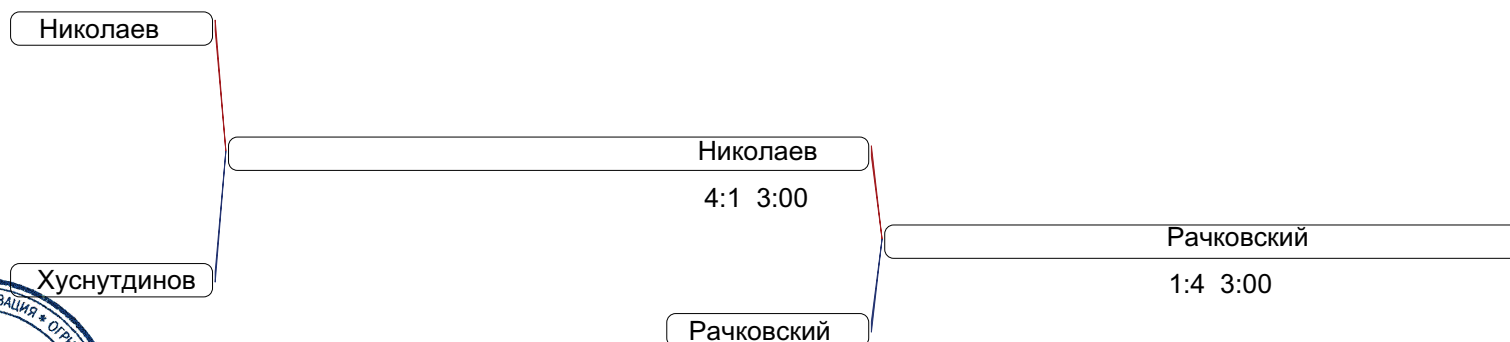 Николаев
Николаев
4:1 3:00
Рачковский
Хуснутдинов
1:4 3:00
Рачковский